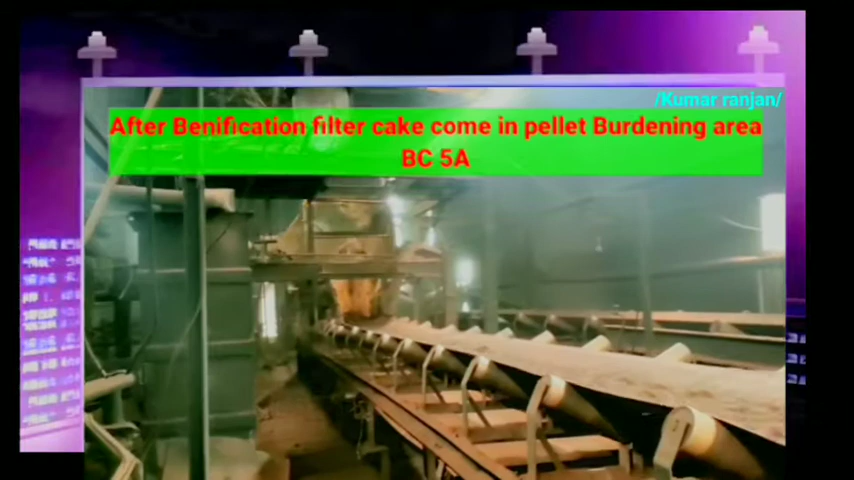 /Kumar ranjan/
After Benification filter cake come in pellet Burdening area
BC 5A